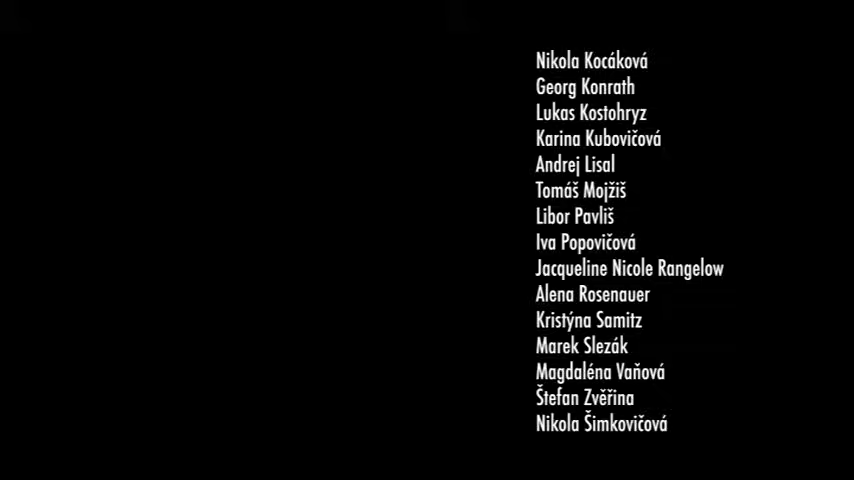 Nikola Kocáková
Georg Konrath
Lukas Kostohryz
Karina Kubovičová
Andrej Lisal
Tomáš Mojžiš
Libor Pavliš
Iva Popovičová
Jacqueline Nicole Rangelow
Alena Rosenauer
Kristýna Samitz
Marek Slezák
Magdaléna Vaňová
Štefan Zvěřina
Nikola Šimkovičová